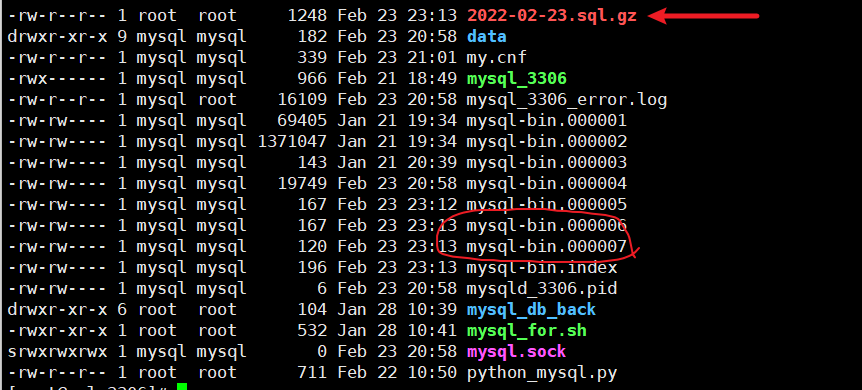 -rw-r--r-- 1 root  root     1248 Feb 23 23:13 2022-02-23.sql.gz
drwxr-xr-x 9 mysql mysql     182 Feb 23 20:58 data
-rw-r--r-- 1 mysql mysql     339 Feb 23 21:01 my.cnf
-rwx------ 1 mysql mysql     966 Feb 21 18:49 mysql_3306
-rw-r--r-- 1 mysql root    16109 Feb 23 20:58 mysql_3306_error.log
-rw-rw---- 1 mysql mysql   69405 Jan 21 19:34 mysql-bin.000001
-rw-rw---- 1 mysql mysql 1371047 Jan 21 19:34 mysql-bin.000002
-rw-rw---- 1 mysql mysql     143 Jan 21 20:39 mysql-bin.000003
-rw-rw---- 1 mysql mysql   19749 Feb 23 20:58 mysql-bin.000004
-rw-rw---- 1 mysql mysql     167 Feb 23 23:12 mysql-bin.000005
-rw-rw---- 1 mysql mysql     167 Feb 23 23:13 mysql-bin.000006
-rw-rw---- 1 mysql mysql     120 Feb 23 23:13 mysql-bin.000007
-rw-rw---- 1 mysql mysql     196 Feb 23 23:13 mysql-bin.index
-rw-rw---- 1 mysql mysql       6 Feb 23 20:58 mysqld_3306.pid
drwxr-xr-x 6 root  root      104 Jan 28 10:39 mysql_db_back
-rwxr-xr-x 1 root  root      532 Jan 28 10:41 mysql_for.sh
srwxrwxrwx 1 mysql mysql       0 Feb 23 20:58 mysql.sock
-rw-r--r-- 1 root  root      711 Feb 22 10:50 python_mysql.py